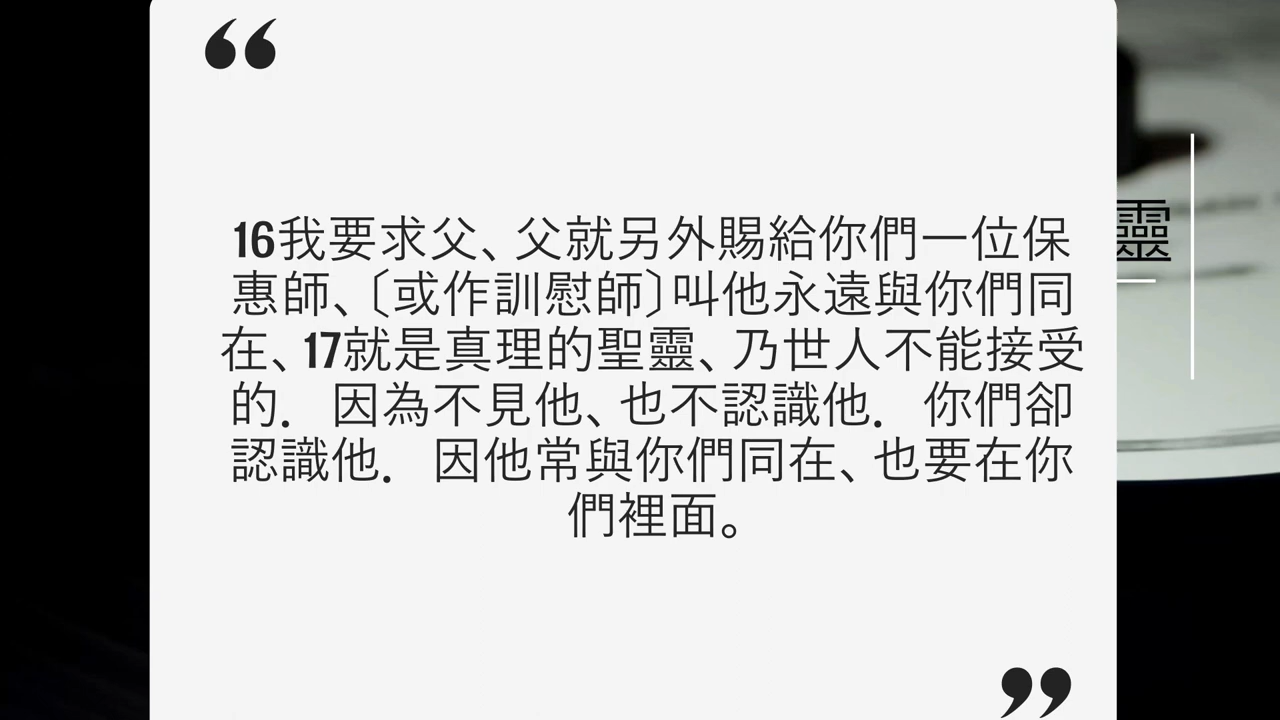 “
16我要求父、父就另外賜給你們一位保
惠師、〔或作訓慰師〕叫他永遠與你們同
在、17就是真理的聖靈、乃世人不能接受
的． 因為不見他、也不認識他． 你們卻
認識他． 因他常與你們同在、也要在你
們裡面。
”
靈